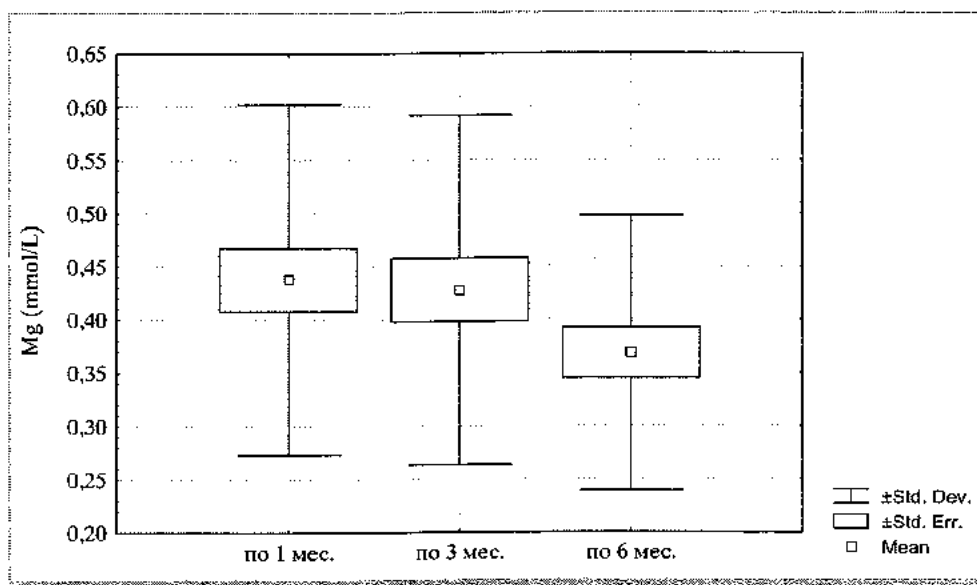 0,65
0,60
0,55
0,50
0,45
0,40
0,35
0,30
0,25
0,20
Mg (mmol/L)
по 1 мес.
по 3 мес.
по 6 мес.
±Std. Dev.
±Std. Err.
Mean